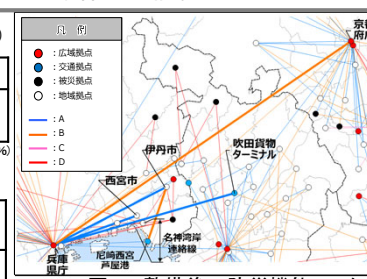 凡 例
：広域拠点
：交通拠点
：被災拠点
：地域拠点
：A
：B
：C
：D
%)
京都
府
伊丹市
吹田貨物
ターミナル
西宮市
名神湾岸
連絡線
兵庫
県庁
尼崎西宮
芦屋港